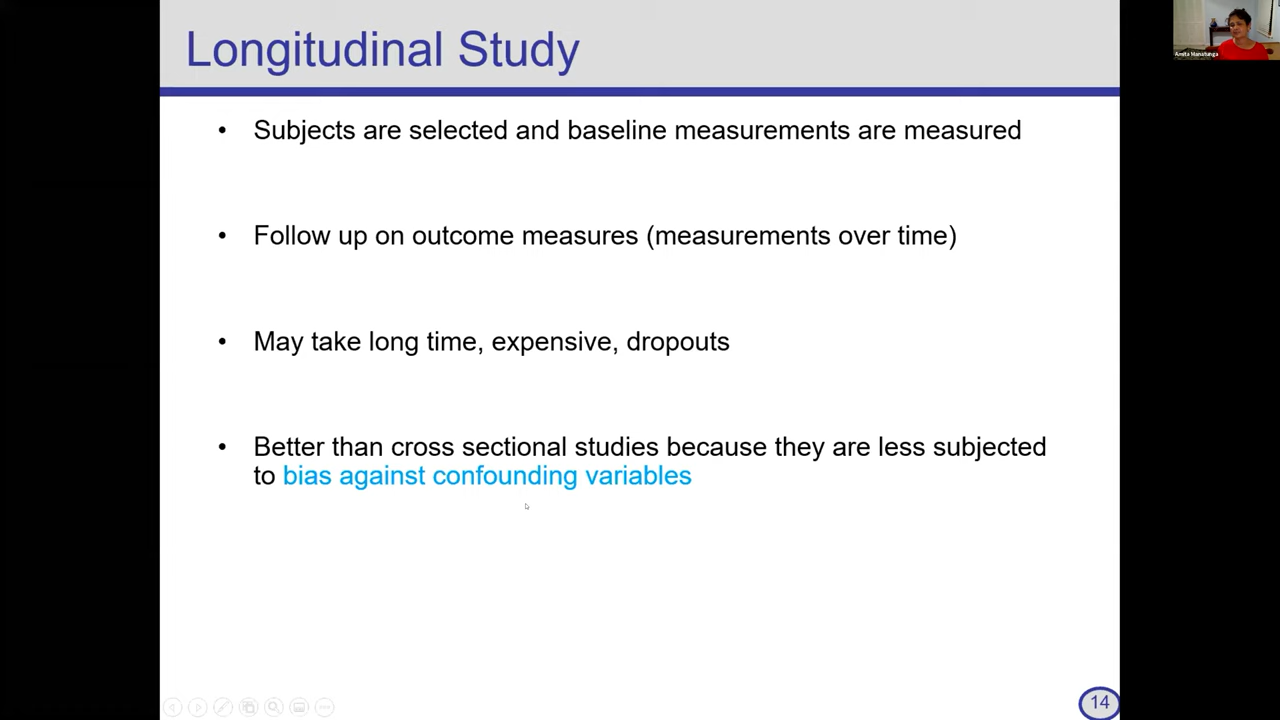 Longitudinal Study
• Subjects are selected and baseline measurements are measured
• Follow up on outcome measures (measurements over time)
• May take long time, expensive, dropouts
• Better than cross sectional studies because they are less subjected
to bias against confounding variables
14
Amita Manatunga